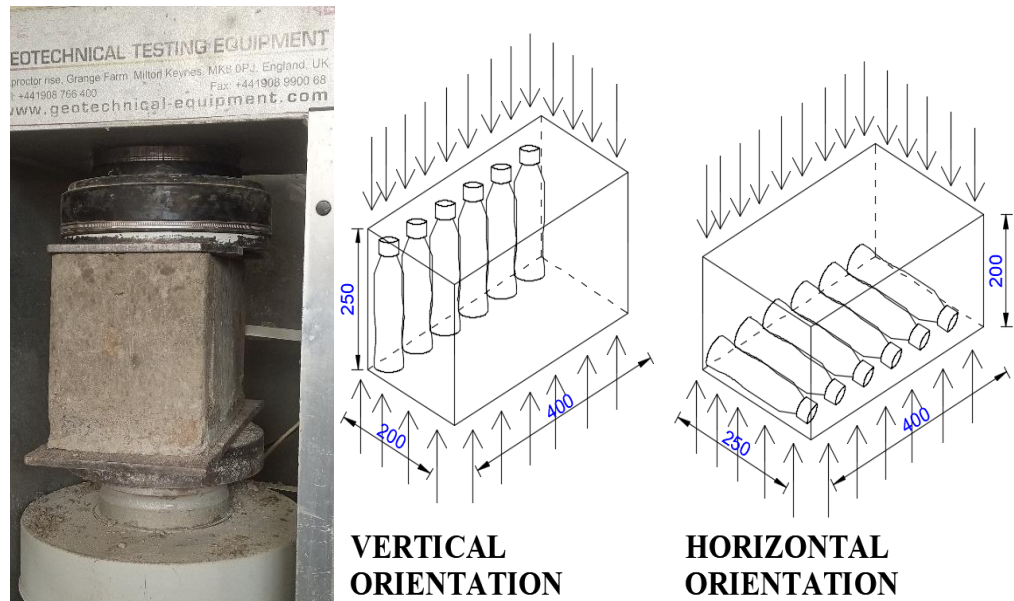 EOTECHNICAL TESTING EQUIPMENT
proctor rise, Grange Farm, Milton Keynes, MK8 0PJ, England, UK
: +441908 766 400 Fax: +441908 9900 68
www.geotechnical-equipment.com
250
200
400
200
250
400
VERTICAL
ORIENTATION
HORIZONTAL
ORIENTATION